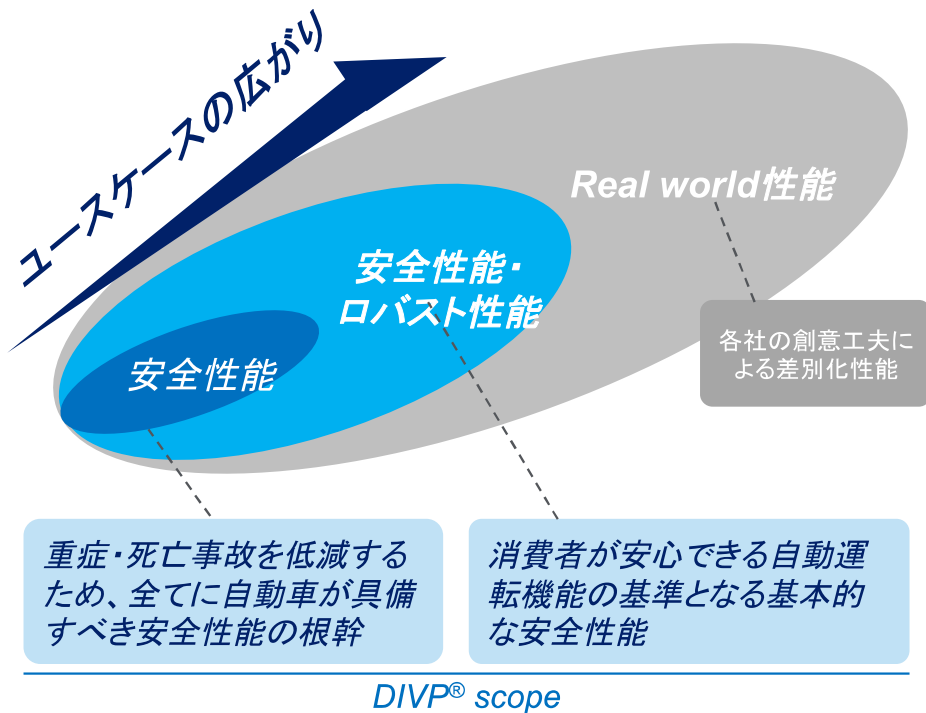 ユースケースの広がり
Real world性能
安全性能・
ロバスト性能
安全性能
各社の創意工夫に
よる差別化性能
重症・死亡事故を低減する
ため、全てに自動車が具備
すべき安全性能の根幹
消費者が安心できる自動運
転機能の基準となる基本的
な安全性能
DIVP® scope